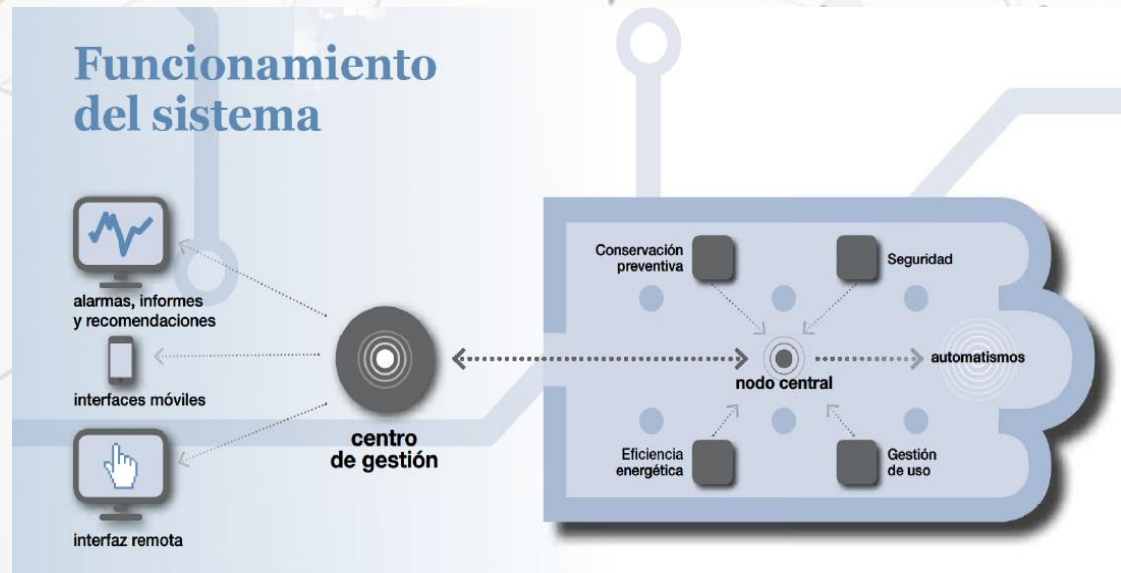 Funcionamiento
del sistema
alarmas, informes
y recomendaciones
interfaces móviles
interfaz remota
centro
de gestión
Conservación
preventiva
Seguridad
nodo central
automatismos
Eficiencia
energética
Gestión
de uso